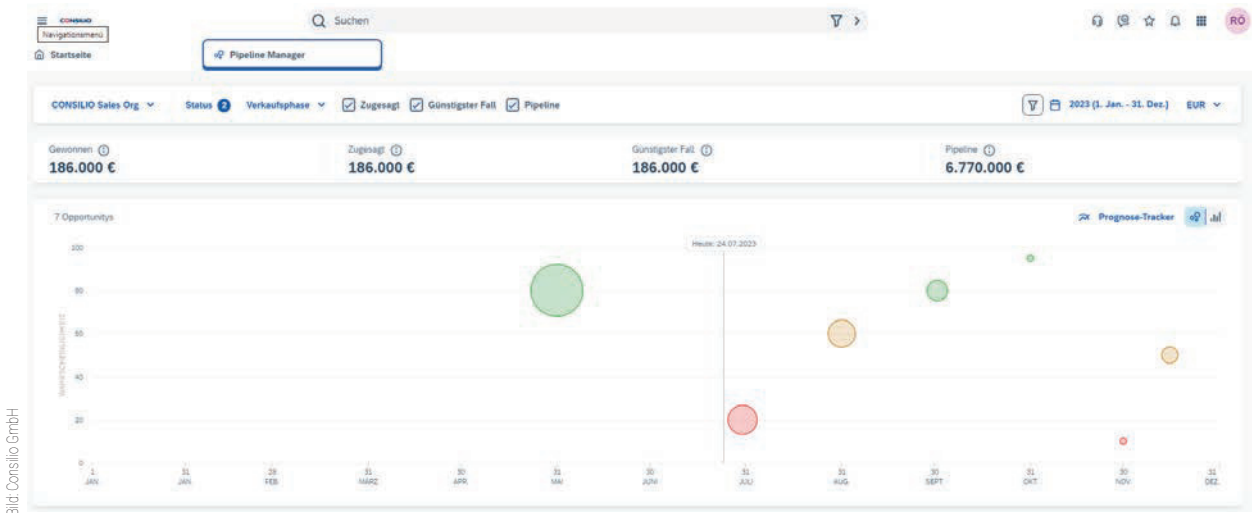 CONSILIO
Suchen
RÖ
Navigationsmenü
Startseite
Pipeline Manager
CONSILIO Sales Org
Status 2
Verkaufsphase
Zugesagt
Günstigster Fall
Pipeline
2023 (1. Jan. - 31. Dez.)
EUR
Gewonnen
186.000 €
Zugesagt
186.000 €
Günstigster Fall
186.000 €
Pipeline
6.770.000 €
7 Opportunitys
Prognose-Tracker
Heute: 24.07.2023
WAHRSCHEINLICHKEIT
100
80
60
40
20
0
1. JAN.
31 JAN.
28 FEB.
31 MÄRZ
30 APR.
31 MAI
30 JUNI
31 JULI
31 AUG.
30 SEPT.
31 OKT.
30 NOV.
31 DEZ.
Bild: Consilio GmbH